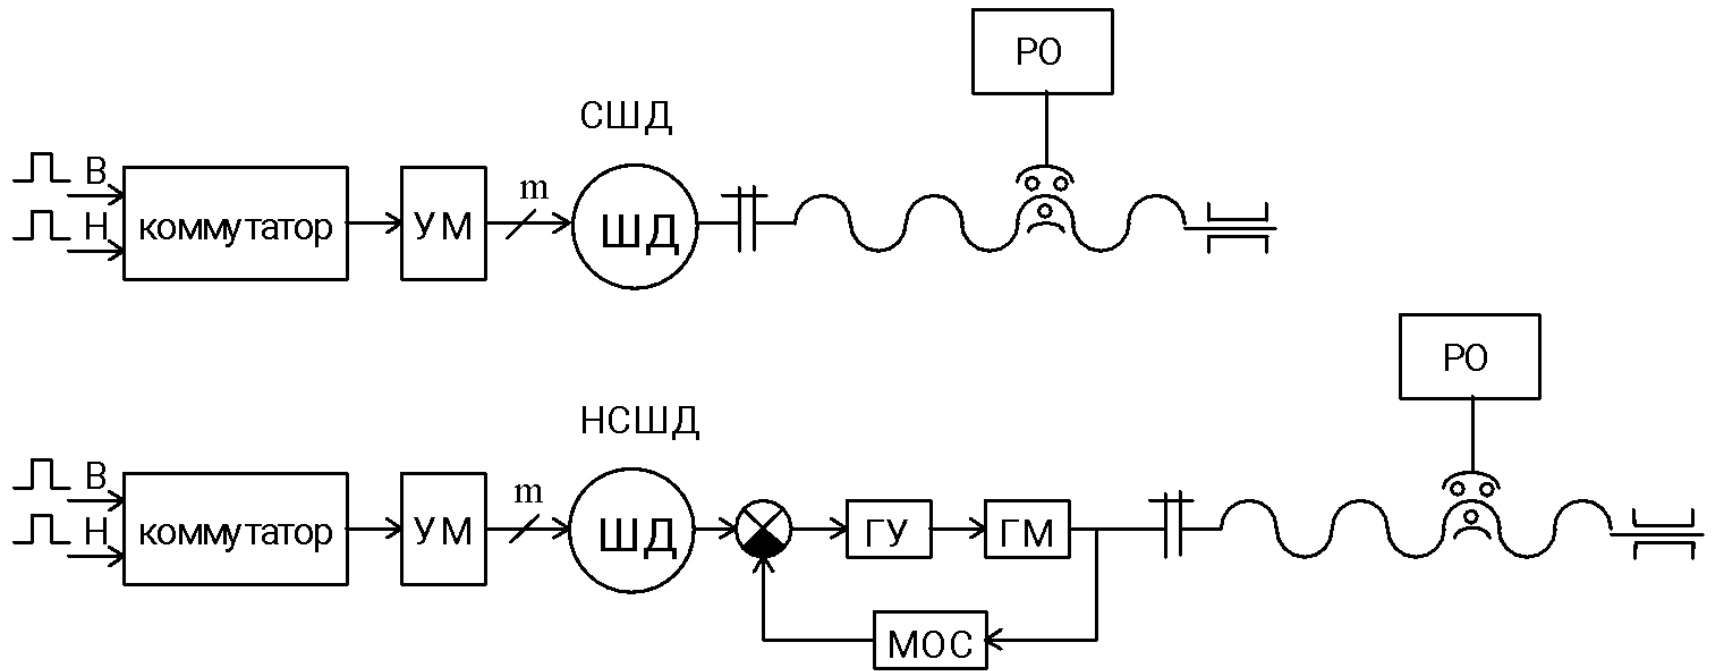 РО
СШД
В
Н
коммутатор
УМ
m
ШД
РО
НСШД
В
Н
коммутатор
УМ
m
ШД
ГУ
ГМ
МОС